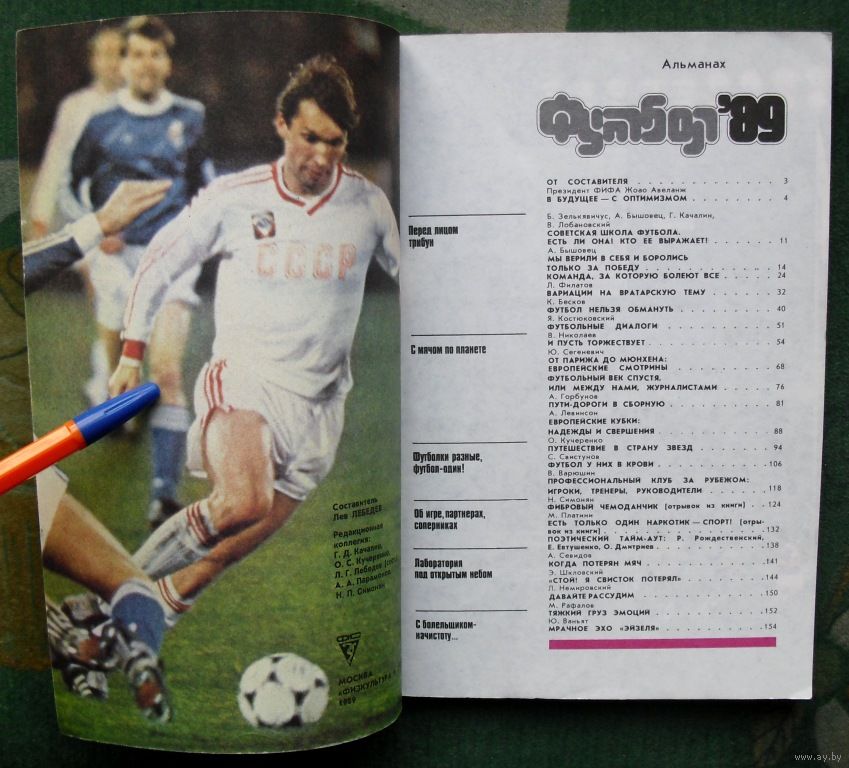 СССР
Составитель
Лев ЛЕБЕДЕВ
Редакционная
коллегия:
Г. Д. Качалин,
О. С. Кучеренко,
Л. Г. Лебедев
А. А. Парамонов
Н. П. Симонян
ФиС
МОСКВА
«ФИЗКУЛЬТУРА
1989
Альманах
Футбол'89
ОТ СОСТАВИТЕЛЯ . . . . . . . . . . . . 3
Президент ФИФА Жоао Авеланж
В БУДУЩЕЕ — С ОПТИМИЗМОМ . . . . . . 4
Перед лицом
трибун
Б. Зелькявичус, А. Бышовец, Г. Качалин,
В. Лобановский
СОВЕТСКАЯ ШКОЛА ФУТБОЛА.
ЕСТЬ ЛИ ОНА! КТО ЕЕ ВЫРАЖАЕТ! . . . . . 11
А. Бышовец
МЫ ВЕРИЛИ В СЕБЯ И БОРОЛИСЬ
ТОЛЬКО ЗА ПОБЕДУ . . . . . . . . . . 14
КОМАНДА, ЗА КОТОРУЮ БОЛЕЮТ ВСЕ . . . . 24
Л. Филатов
ВАРИАЦИИ НА ВРАТАРСКУЮ ТЕМУ . . . . . 32
К. Бесков
ФУТБОЛ НЕЛЬЗЯ ОБМАНУТЬ . . . . . . . 40
Я. Костюковский
ФУТБОЛЬНЫЕ ДИАЛОГИ . . . . . . . . . 51
В. Николаев
И ПУСТЬ ТОРЖЕСТВУЕТ . . . . . . . . . 54
С мячом по планете
Ю. Сегеневич
ОТ ПАРИЖА ДО МЮНХЕНА:
ЕВРОПЕЙСКИЕ СМОТРИНЫ . . . . . . . . 68
ФУТБОЛЬНЫЙ ВЕК СПУСТЯ,
ИЛИ МЕЖДУ НАМИ, ЖУРНАЛИСТАМИ . . . . 76
А. Горбунов
ПУТИ-ДОРОГИ В СБОРНУЮ . . . . . . . . 81
А. Левинсон
ЕВРОПЕЙСКИЕ КУБКИ:
НАДЕЖДЫ И СВЕРШЕНИЯ . . . . . . . . 88
О. Кучеренко
ПУТЕШЕСТВИЕ В СТРАНУ ЗВЕЗД . . . . . . 94
Футболки разные,
футбол-один!
С. Свистунов
ФУТБОЛ У НИХ В КРОВИ . . . . . . . . 106
В. Варюшин
ПРОФЕССИОНАЛЬНЫЙ КЛУБ ЗА РУБЕЖОМ:
ИГРОКИ, ТРЕНЕРЫ, РУКОВОДИТЕЛИ . . . . . 118
Об игре, партнерах,
соперниках
Н. Симонян
ФИБРОВЫЙ ЧЕМОДАНЧИК (отрывок из книги) . 124
М. Платини
ЕСТЬ ТОЛЬКО ОДИН НАРКОТИК — СПОРТ! (отры-
вок из книги) . . . . . . . . . . . . 132
ПОЭТИЧЕСКИЙ ТАЙМ-АУТ: Р. Рождественский,
Е. Евтушенко, О. Дмитриев . . . . . . . 138
Лаборатория
под открытым небом
А. Севидов
КОГДА ПОТЕРЯН МЯЧ . . . . . . . . . 141
Э. Шкловский
«СТОЙ! Я СВИСТОК ПОТЕРЯЛ» . . . . . . 144
Л. Немировский
ДАВАЙТЕ РАССУДИМ . . . . . . . . . . 150
С болельщиком-
начистоту...
М. Рафалов
ТЯЖКИЙ ГРУЗ ЭМОЦИЙ . . . . . . . . . 152
Ю. Ваньят
МРАЧНОЕ ЭХО «ЭЙЗЕЛЯ» . . . . . . . . 154
www.ay.by